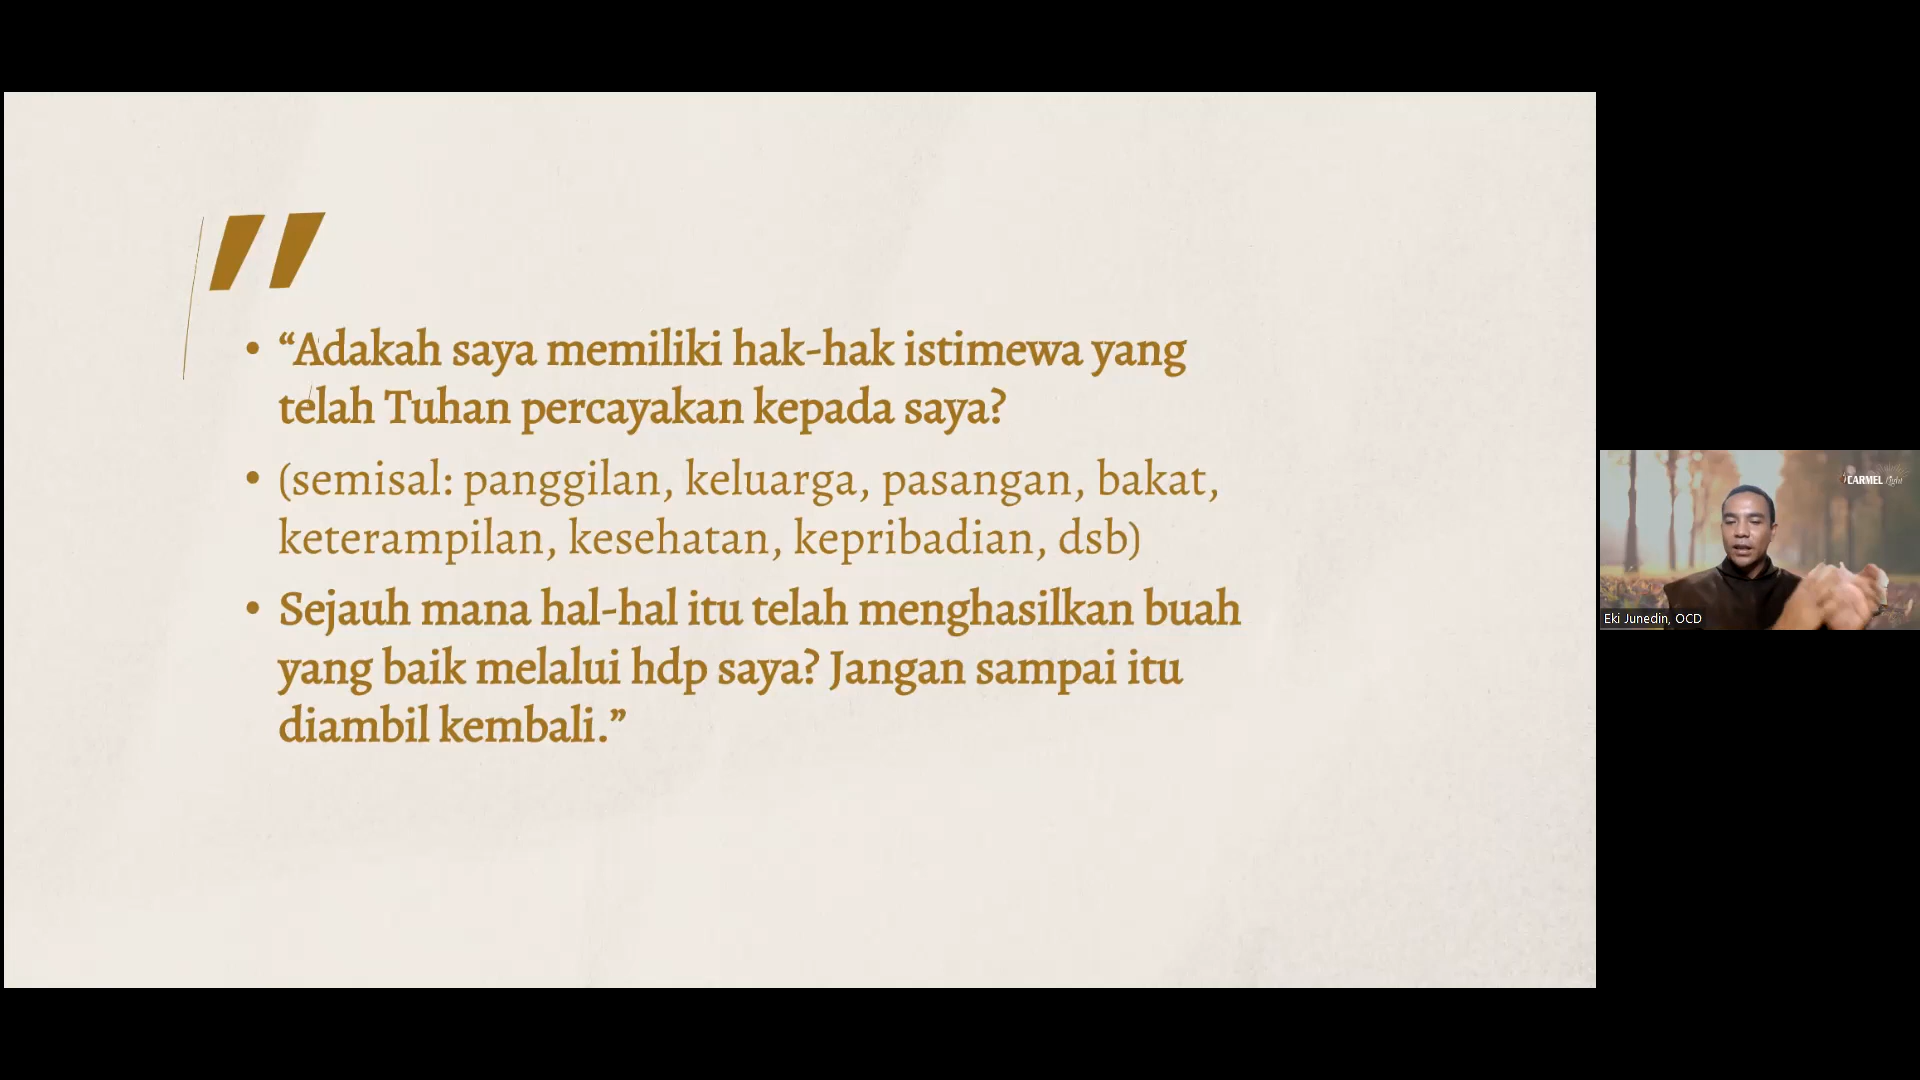 • “Adakah saya memiliki hak-hak istimewa yang
telah Tuhan percayakan kepada saya?
• (semisal: panggilan, keluarga, pasangan, bakat,
keterampilan, kesehatan, kepribadian, dsb)
• Sejauh mana hal-hal itu telah menghasilkan buah
yang baik melalui hdp saya? Jangan sampai itu
diambil kembali.”
CARMEL Light
Eki Junedin, OCD